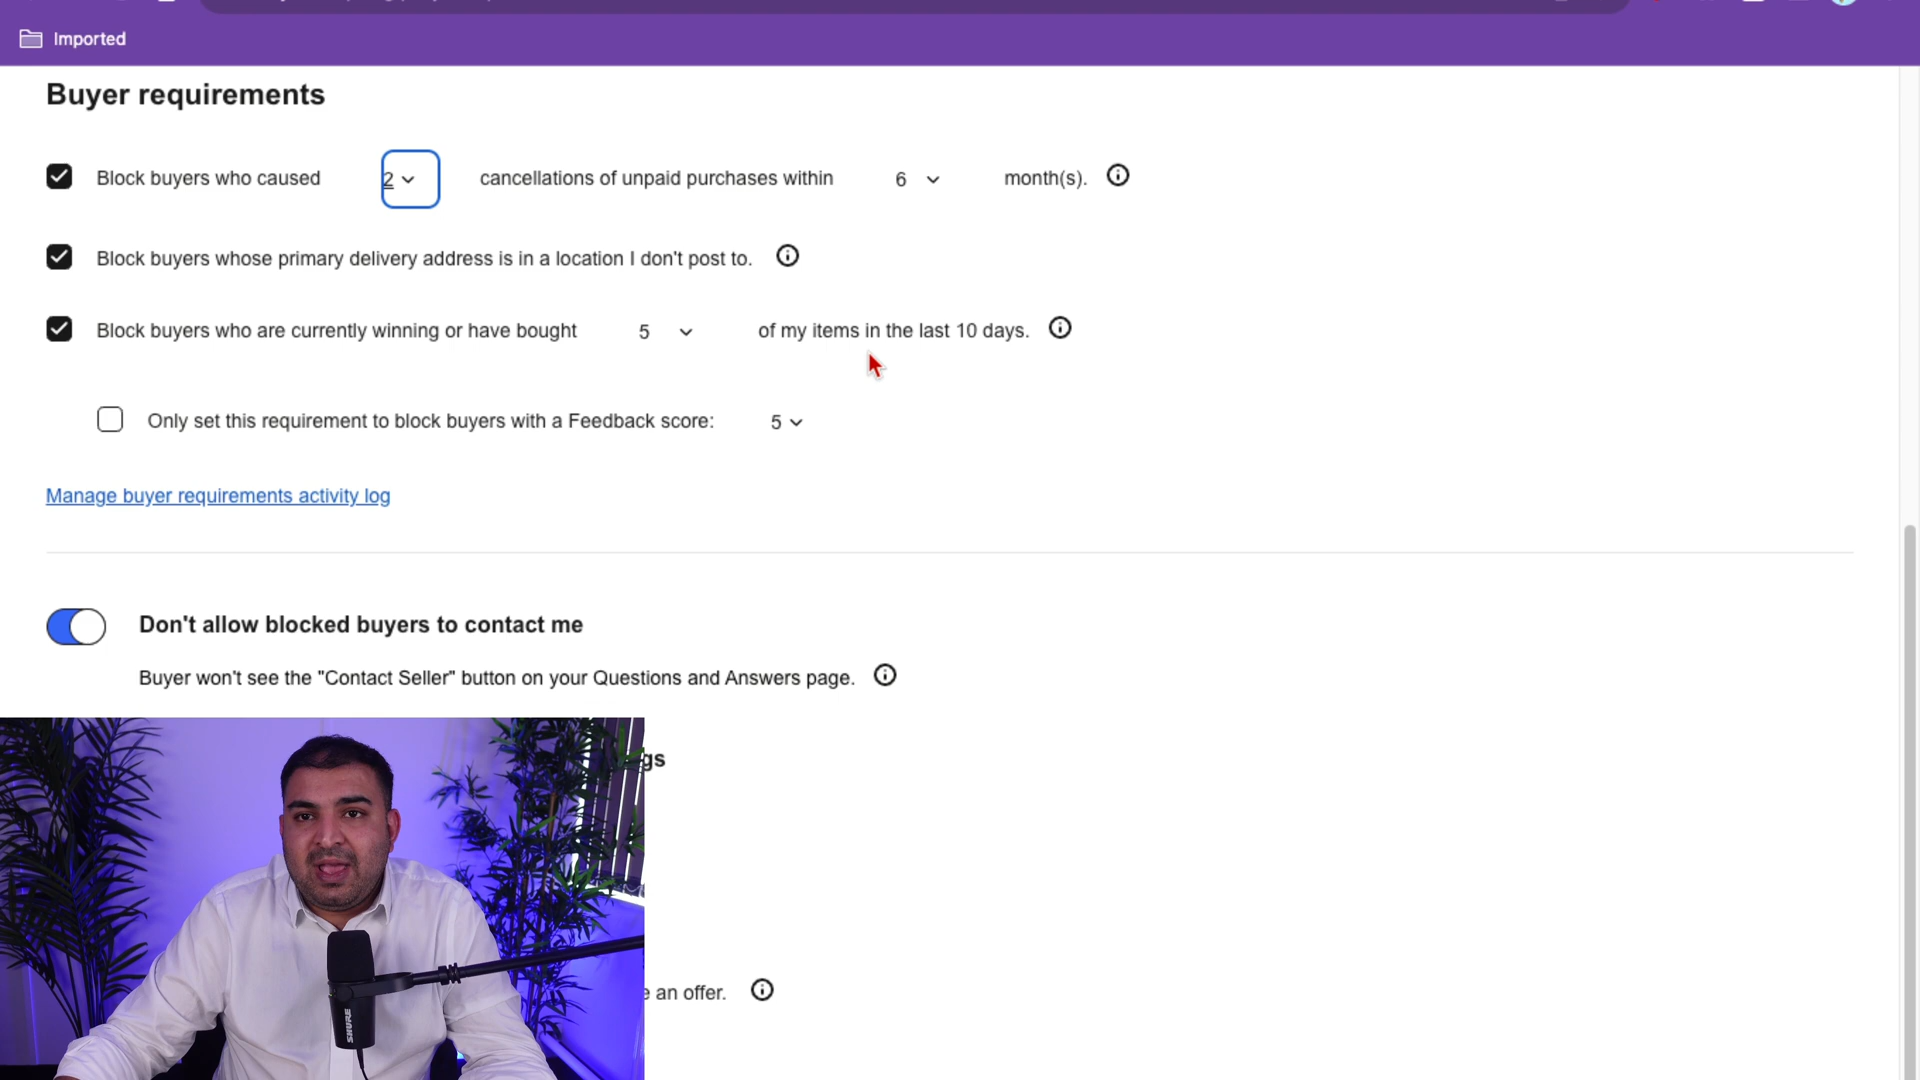 Imported
Buyer requirements
Block buyers who caused 2 cancellations of unpaid purchases within 6 month(s).
Block buyers whose primary delivery address is in a location I don't post to.
Block buyers who are currently winning or have bought 5 of my items in the last 10 days.
Only set this requirement to block buyers with a Feedback score: 5
Manage buyer requirements activity log
Don't allow blocked buyers to contact me
Buyer won't see the "Contact Seller" button on your Questions and Answers page.
gs
e an offer.
SHURE